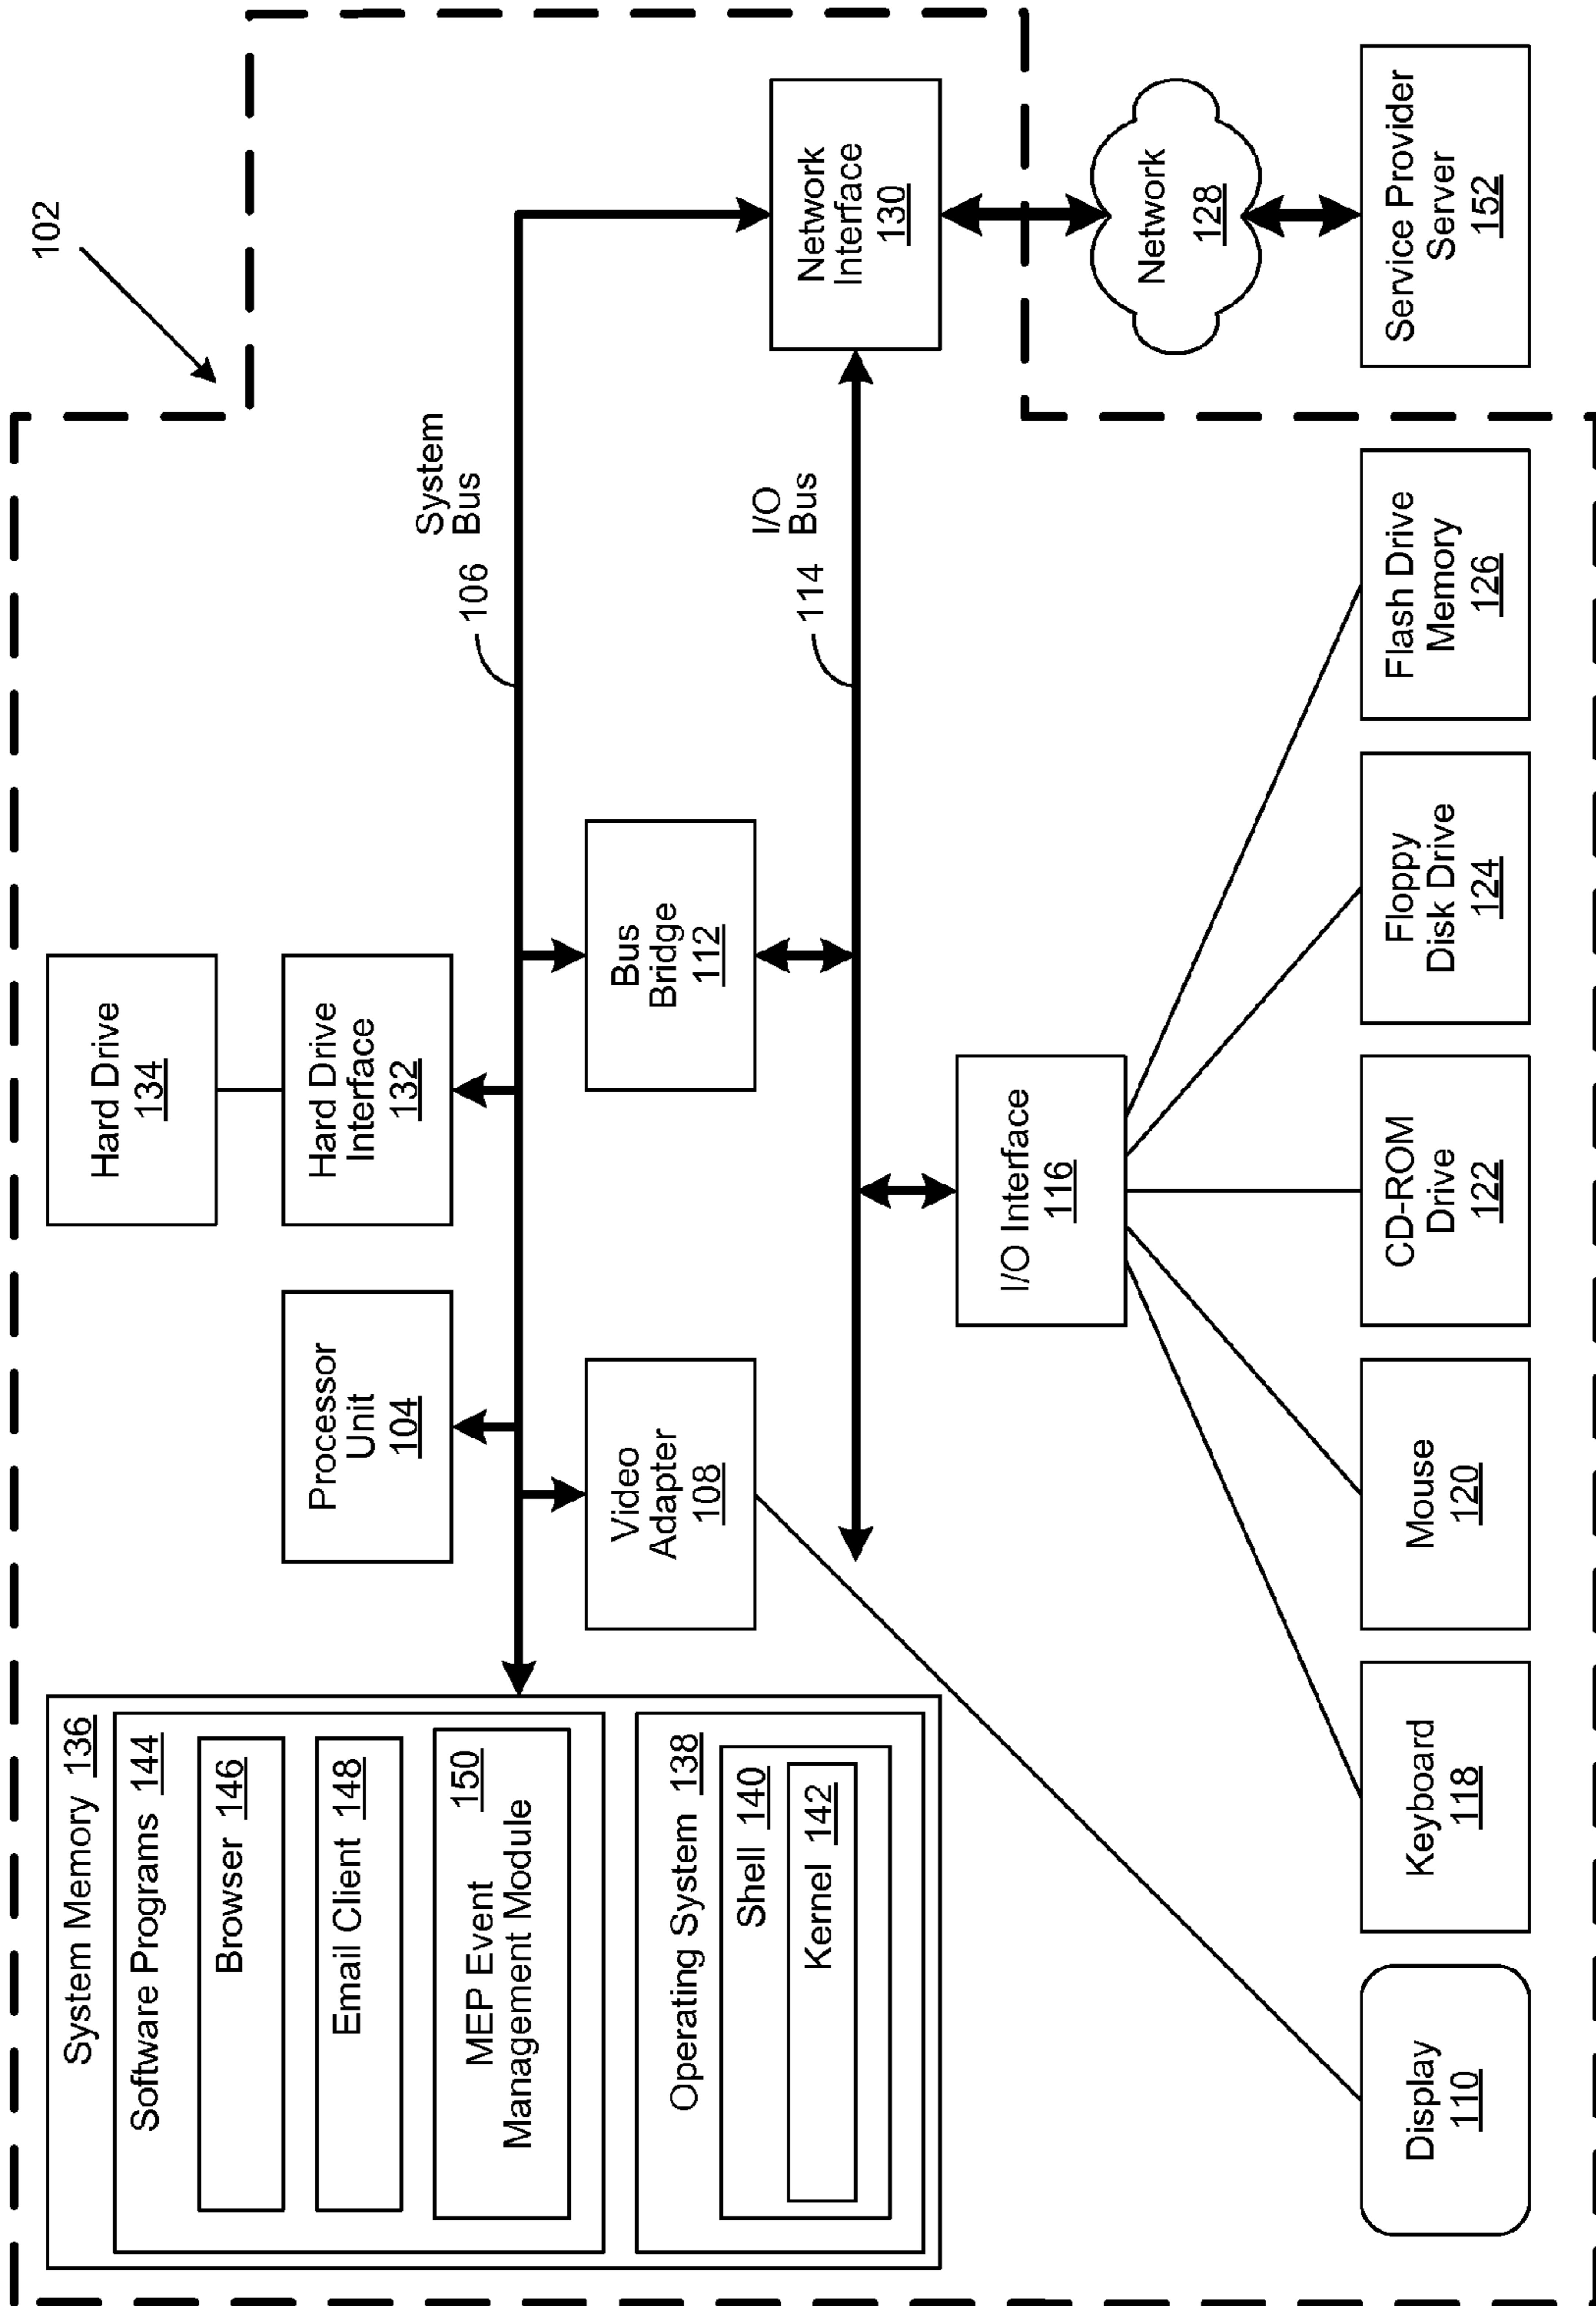 102
System Memory 136
Software Programs 144
Browser 146
Email Client 148
150
MEP Event
Management Module
Operating System 138
Shell 140
Kernel 142
Processor
Unit
104
Hard Drive
134
Hard Drive
Interface
132
System
Bus
106
Video
Adapter
108
Bus
Bridge
112
I/O
Bus
114
Network
Interface
130
I/O Interface
116
Network
128
Display
110
Keyboard
118
Mouse
120
CD-ROM
Drive
122
Floppy
Disk Drive
124
Flash Drive
Memory
126
Service Provider
Server
152